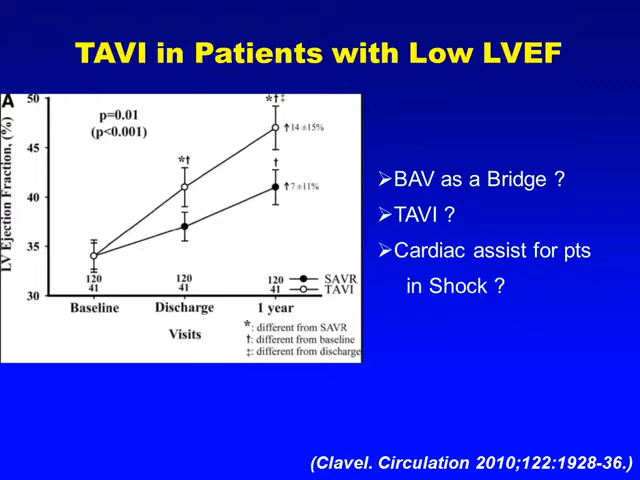 TAVI in Patients with Low LVEF
A
50
45
40
35
30
LV Ejection Fraction, (%)
p=0.01
(p<0.001)
*†
*†‡
↑14 ±15%
†
↑7 ±11%
120
41
120
41
120
41
SAVR
TAVI
Baseline
Discharge
1 year
Visits
*: different from SAVR
†: different from baseline
‡: different from discharge
➢BAV as a Bridge ?
➢TAVI ?
➢Cardiac assist for pts
in Shock ?
(Clavel. Circulation 2010;122:1928-36.)